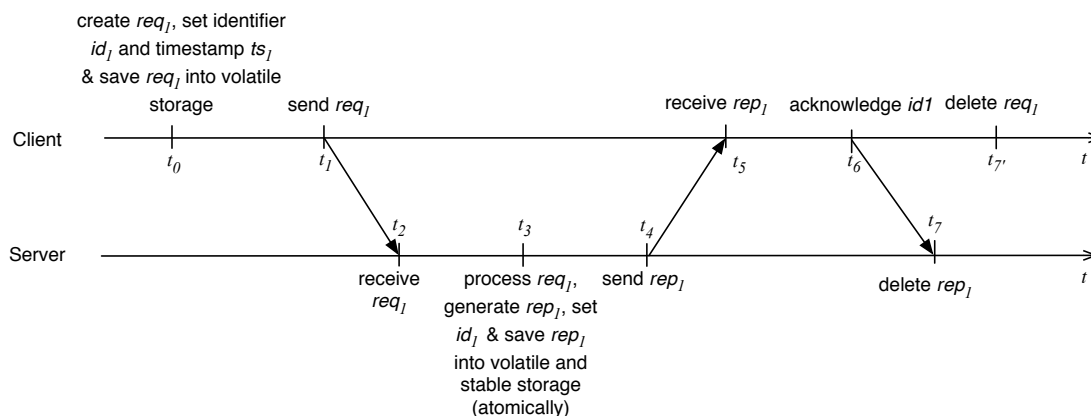 create req1, set identifier
id1 and timestamp ts1
& save req1 into volatile
storage
send req1
receive rep1
acknowledge id1
delete req1
Client
t0
t1
t5
t6
t7'
t
t2
t3
t4
t7
Server
t
receive
req1
process req1,
generate rep1, set
id1 & save rep1
into volatile and
stable storage
(atomically)
send rep1
delete rep1